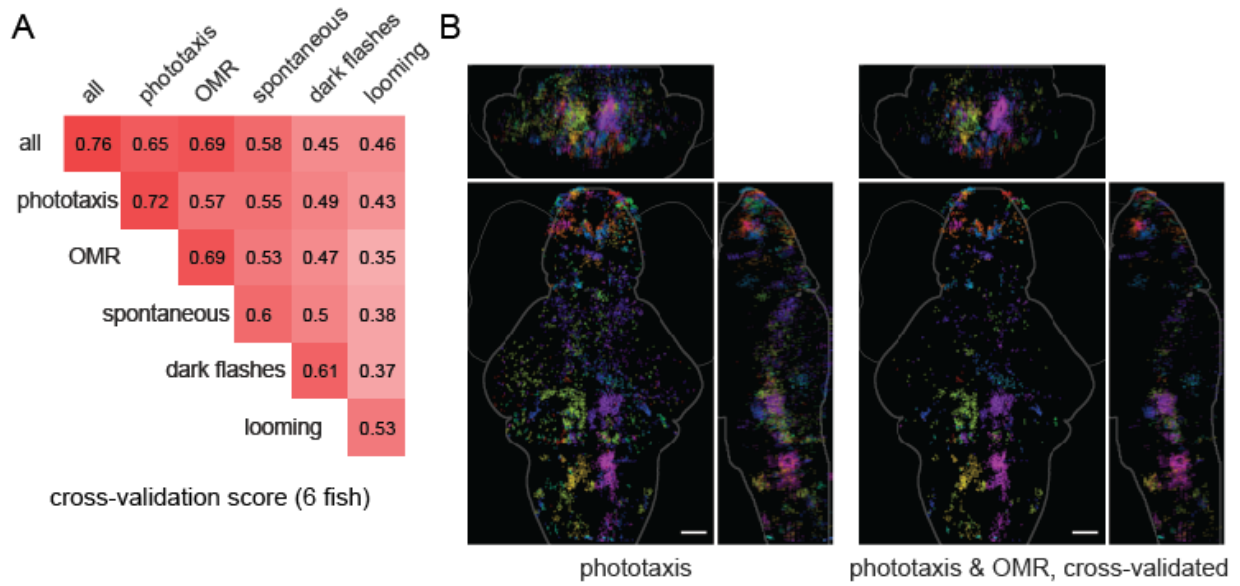 A
B
all
phototaxis
OMR
spontaneous
dark flashes
looming
all 0.76 0.65 0.69 0.58 0.45 0.46
phototaxis 0.72 0.57 0.55 0.49 0.43
OMR 0.69 0.53 0.47 0.35
spontaneous 0.6 0.5 0.38
dark flashes 0.61 0.37
looming 0.53
cross-validation score (6 fish)
phototaxis
phototaxis & OMR, cross-validated